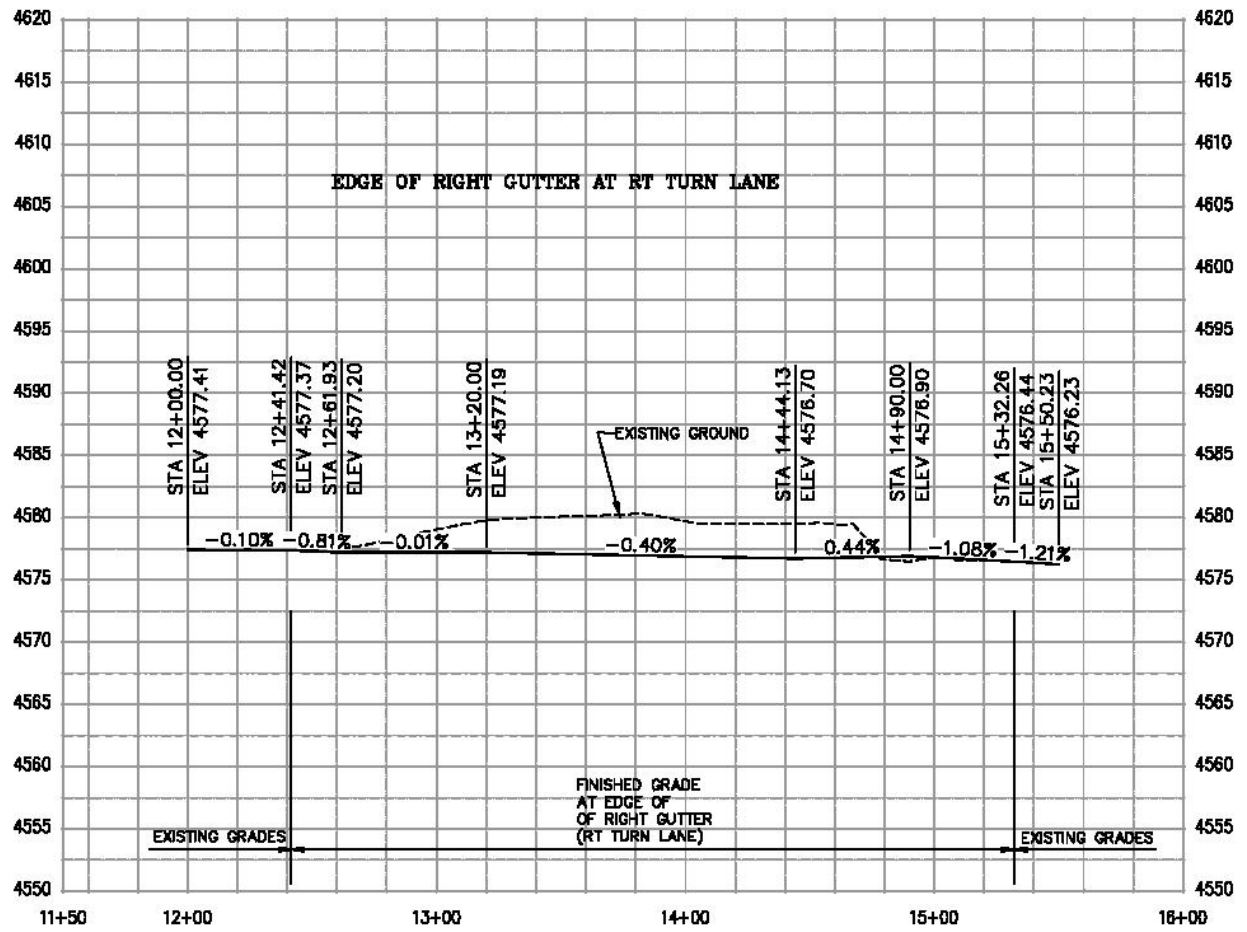 4620 4620
4615 4615
4610 4610
EDGE OF RIGHT GUTTER AT RT TURN LANE
4605 4605
4600 4600
4595 4595
STA 12+00.00
ELEV 4577.41
STA 12+41.42
ELEV 4577.37
STA 12+61.93
ELEV 4577.20
STA 13+20.00
ELEV 4577.19
STA 14+44.13
ELEV 4576.70
STA 14+90.00
ELEV 4576.90
STA 15+32.26
ELEV 4576.44
STA 15+50.23
ELEV 4576.23
4590 4590
EXISTING GROUND
4585 4585
4580 4580
-0.10% -0.81% -0.01% -0.40% 0.44% -1.08% -1.21%
4575 4575
4570 4570
4565 4565
4560 4560
FINISHED GRADE
AT EDGE OF
OF RIGHT GUTTER
(RT TURN LANE)
4555 4555
EXISTING GRADES EXISTING GRADES
4550 4550
11+50 12+00 13+00 14+00 15+00 16+00